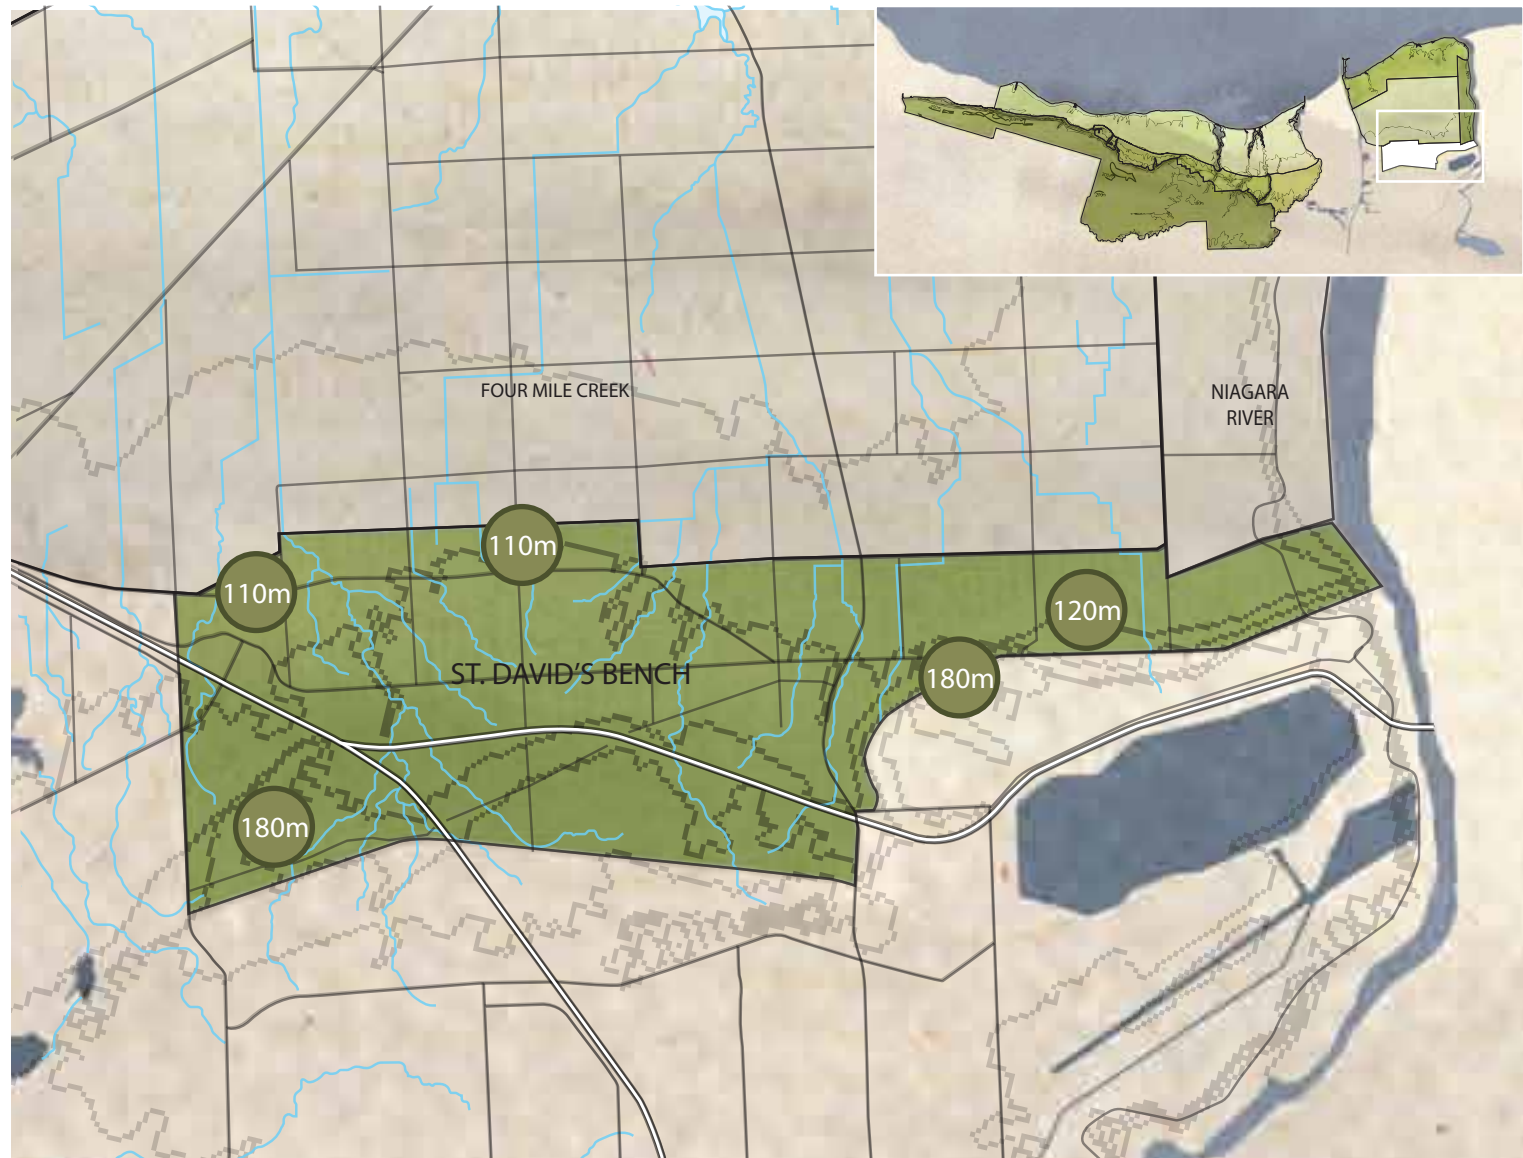 FOUR MILE CREEK
NIAGARA
RIVER
110m
110m
120m
ST. DAVID'S BENCH
180m
180m